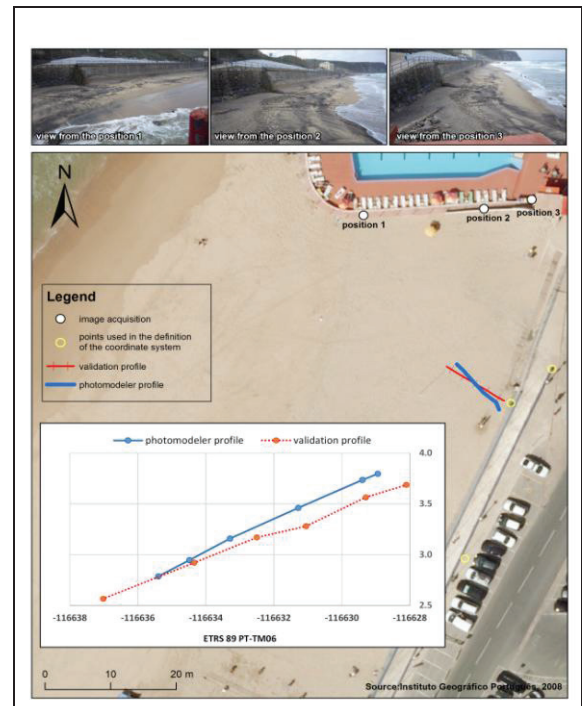 view from the position 1
view from the position 2
view from the position 3
N
position 1
position 2
position 3
Legend
image acquisition
points used in the definition
of the coordinate system
validation profile
photomodeler profile
photomodeler profile
validation profile
4.0
3.5
3.0
2.5
-116638
-116636
-116634
-116632
-116630
-116628
ETRS 89 PT-TM06
0
10
20 m
Source:Instituto Geográfico Português, 2008